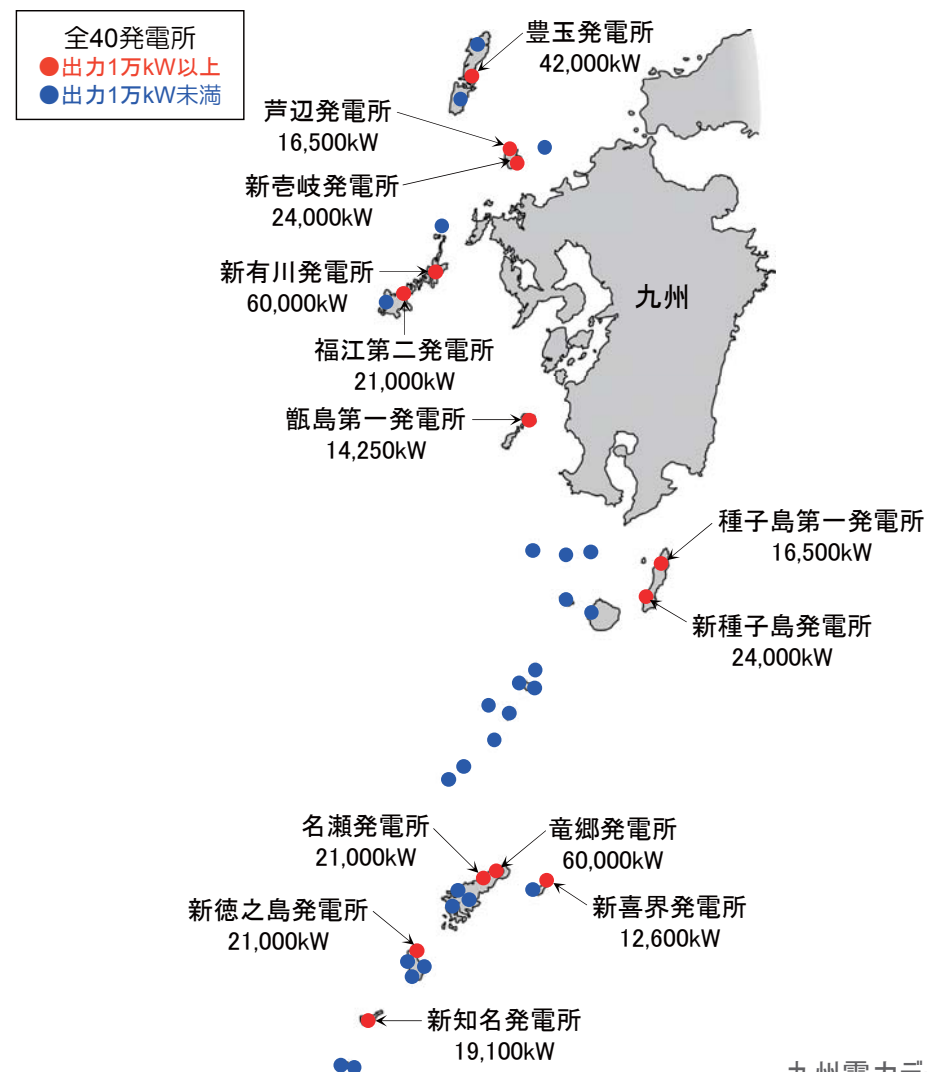 全40発電所
●出力1万kW以上
●出力1万kW未満
豊玉発電所
42,000kW
芦辺発電所
16,500kW
新壱岐発電所
24,000kW
新有川発電所
60,000kW
九州
福江第二発電所
21,000kW
甑島第一発電所
14,250kW
種子島第一発電所
16,500kW
新種子島発電所
24,000kW
名瀬発電所
21,000kW
竜郷発電所
60,000kW
新喜界発電所
12,600kW
新徳之島発電所
21,000kW
新知名発電所
19,100kW
九州電力デ